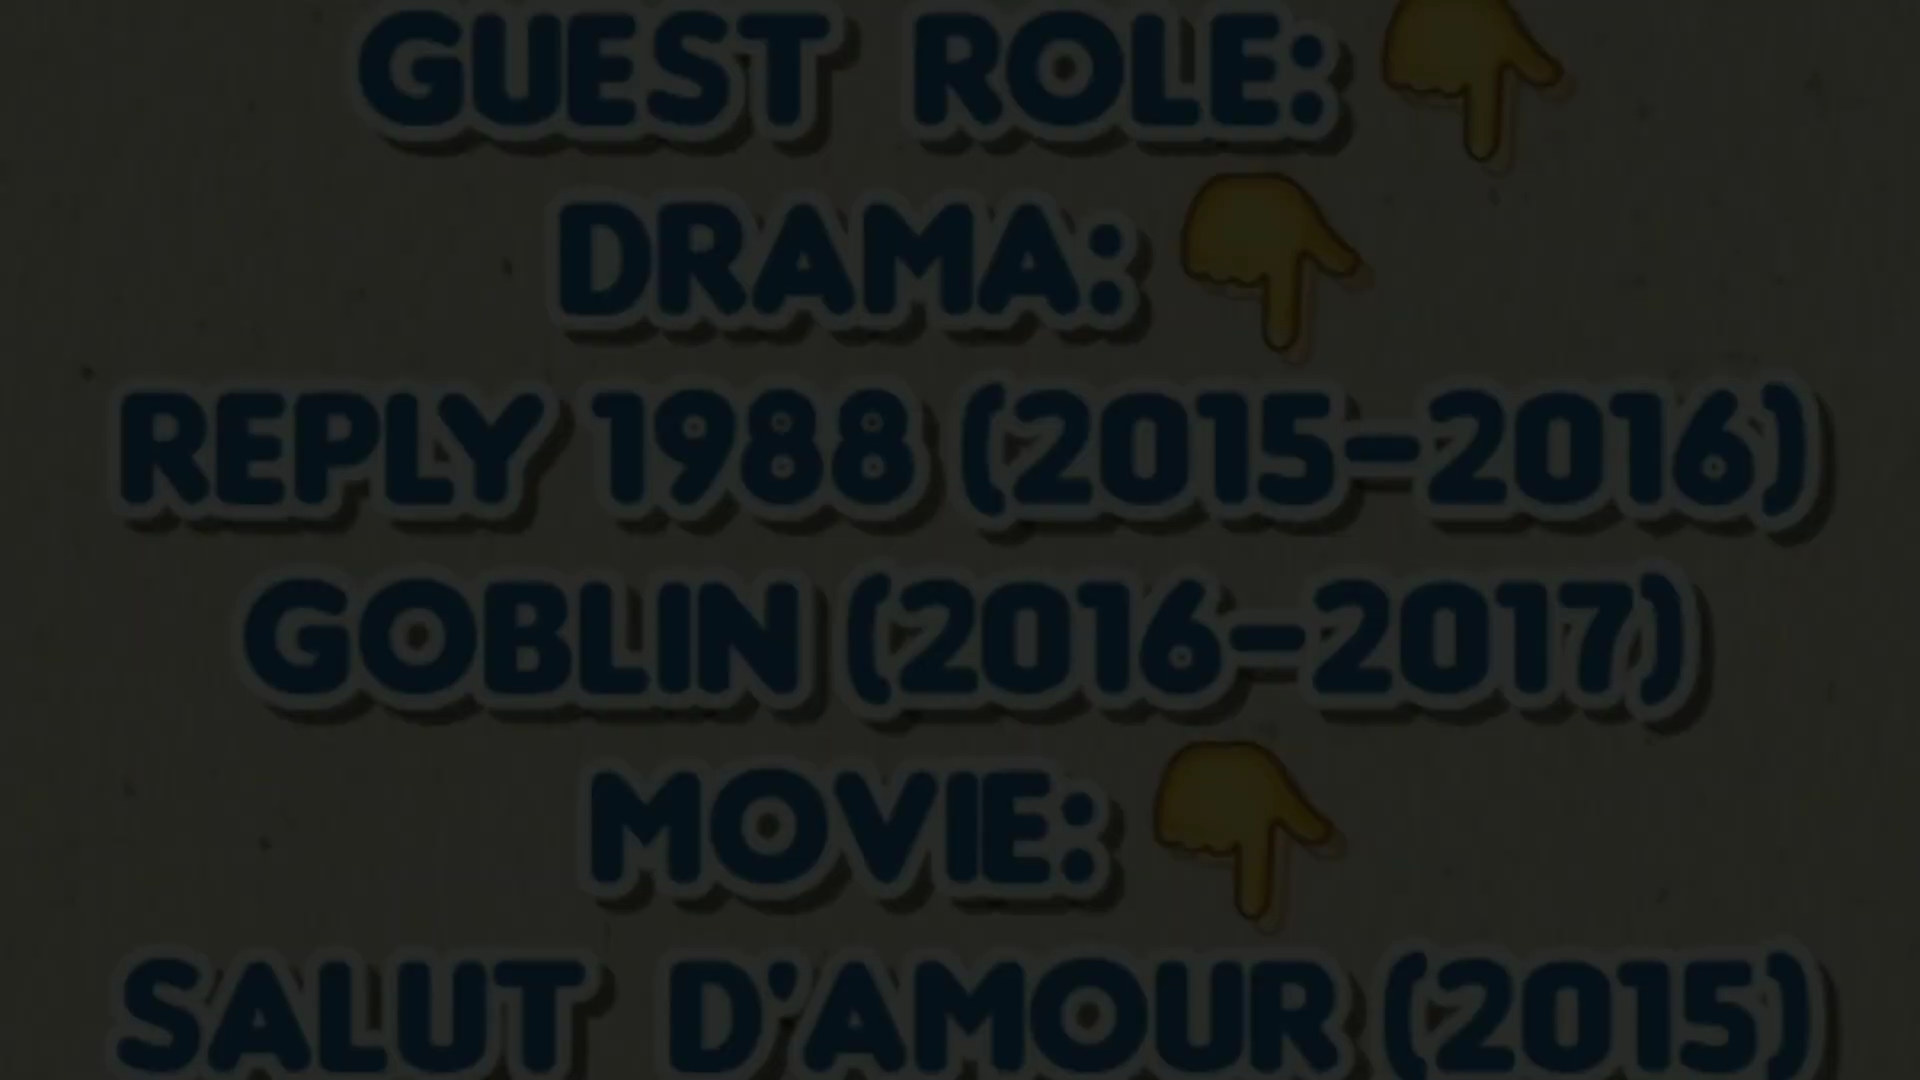 GUEST ROLE: 👇
DRAMA: 👇
REPLY 1988 (2015-2016)
GOBLIN (2016-2017)
MOVIE: 👇
SALUT D'AMOUR (2015)